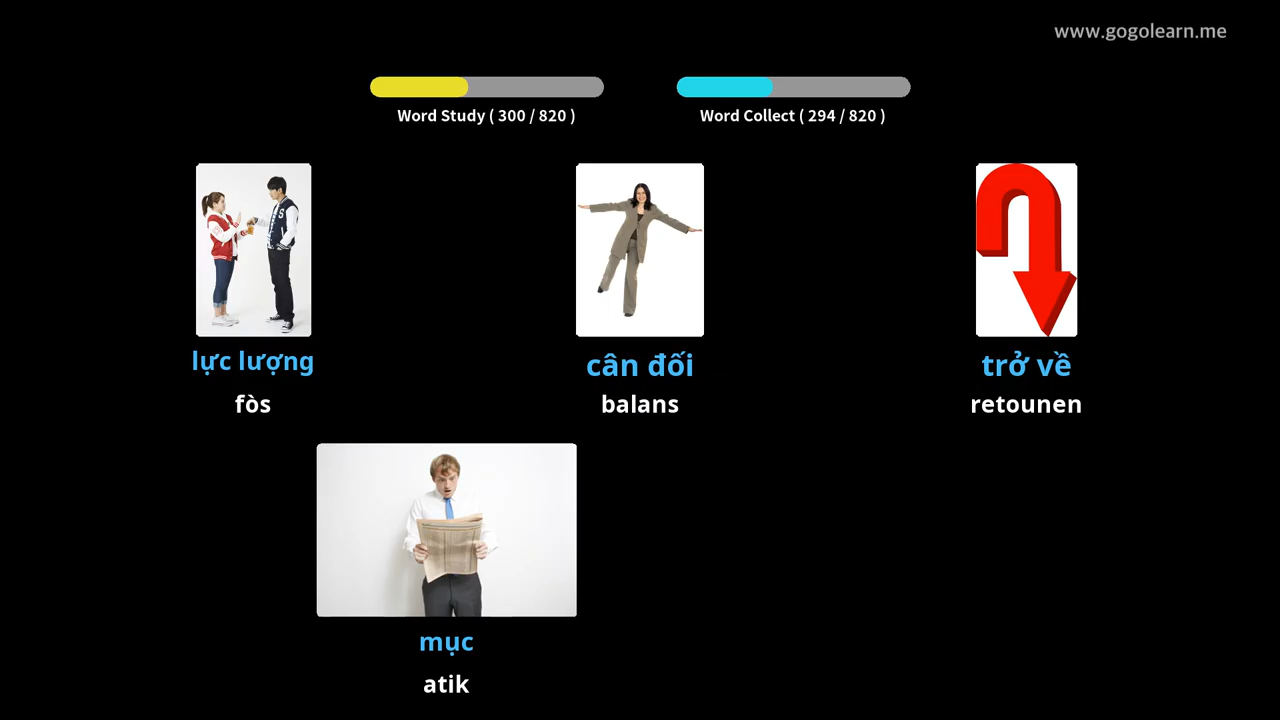 www.gogolearn.me
Word Study ( 300 / 820 )
Word Collect ( 294 / 820 )
lực lượng
cân đối
trở về
fòs
balans
retounen
mục
atik